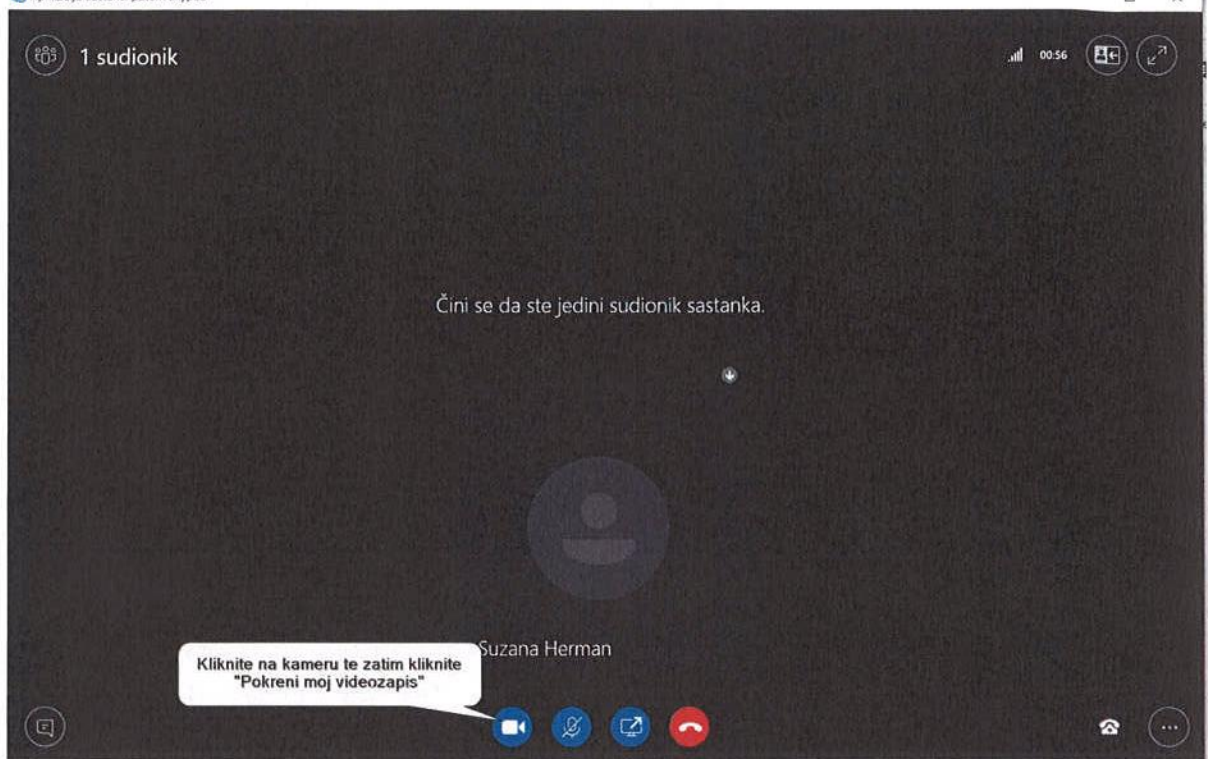 1 sudionik
00:56
Čini se da ste jedini sudionik sastanka.
Suzana Herman
Kliknite na kameru te zatim kliknite
"Pokreni moj videozapis"